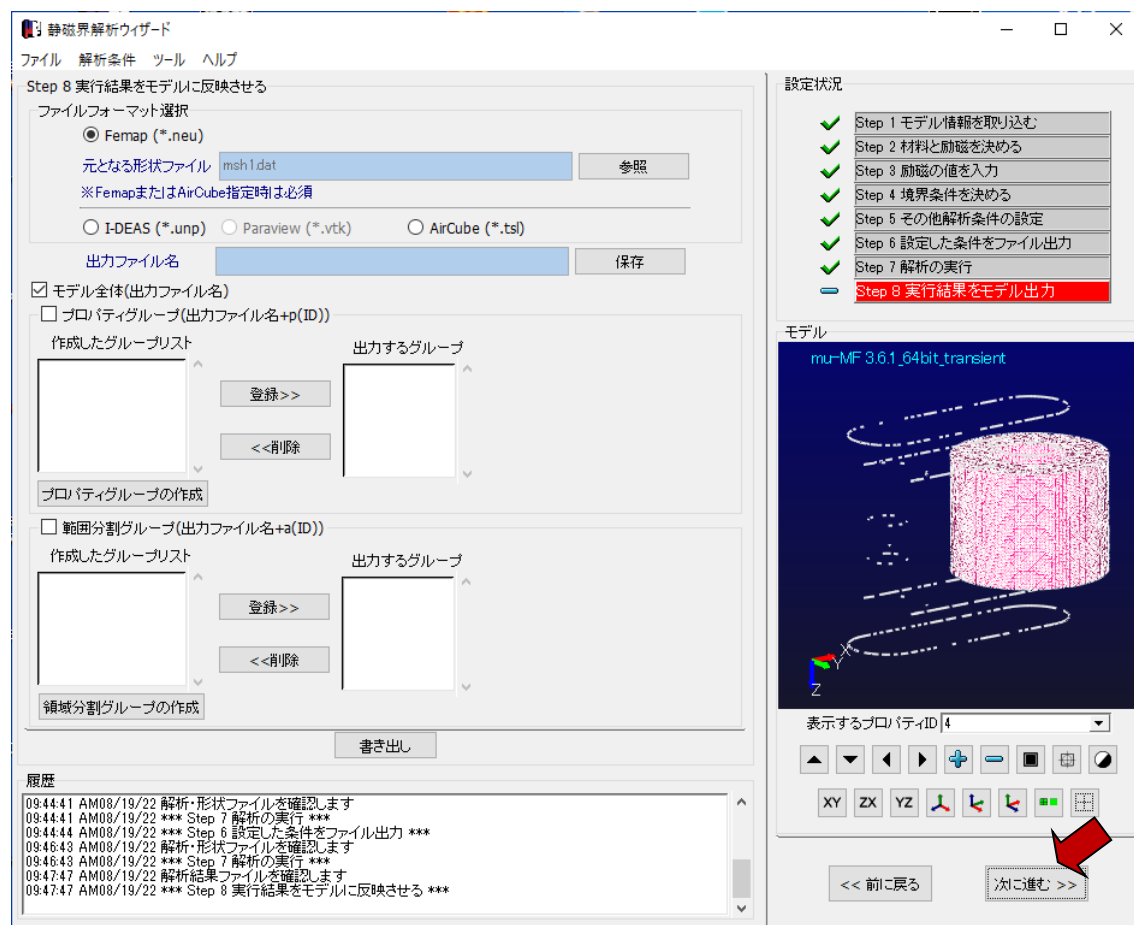 静磁界解析ウィザード
ファイル 解析条件 ツール ヘルプ
Step 8 実行結果をモデルに反映させる
ファイルフォーマット選択
Femap (*.neu)
元となる形状ファイル msh1.dat 参照
※FemapまたはAirCube指定時は必須
I-DEAS (*.unp) Paraview (*.vtk) AirCube (*.tsl)
出力ファイル名 保存
モデル全体(出力ファイル名)
プロパティグループ(出力ファイル名+p(ID))
作成したグループリスト 出力するグループ
登録>>
<<削除
プロパティグループの作成
範囲分割グループ(出力ファイル名+a(ID))
作成したグループリスト 出力するグループ
登録>>
<<削除
領域分割グループの作成
書き出し
履歴
09:44:41 AM08/19/22 解析・形状ファイルを確認します
09:44:41 AM08/19/22 *** Step 7 解析の実行 ***
09:44:44 AM08/19/22 *** Step 6 設定した条件をファイル出力 ***
09:46:43 AM08/19/22 解析・形状ファイルを確認します
09:46:43 AM08/19/22 *** Step 7 解析の実行 ***
09:47:47 AM08/19/22 解析結果ファイルを確認します
09:47:47 AM08/19/22 *** Step 8 実行結果をモデルに反映させる ***
設定状況
Step 1 モデル情報を取り込む
Step 2 材料と励磁を決める
Step 3 励磁の値を入力
Step 4 境界条件を決める
Step 5 その他解析条件の設定
Step 6 設定した条件をファイル出力
Step 7 解析の実行
Step 8 実行結果をモデル出力
モデル
mu-MF 3.6.1_64bit_transient
X
Y
Z
表示するプロパティID 4
XY ZX YZ
<< 前に戻る 次に進む >>